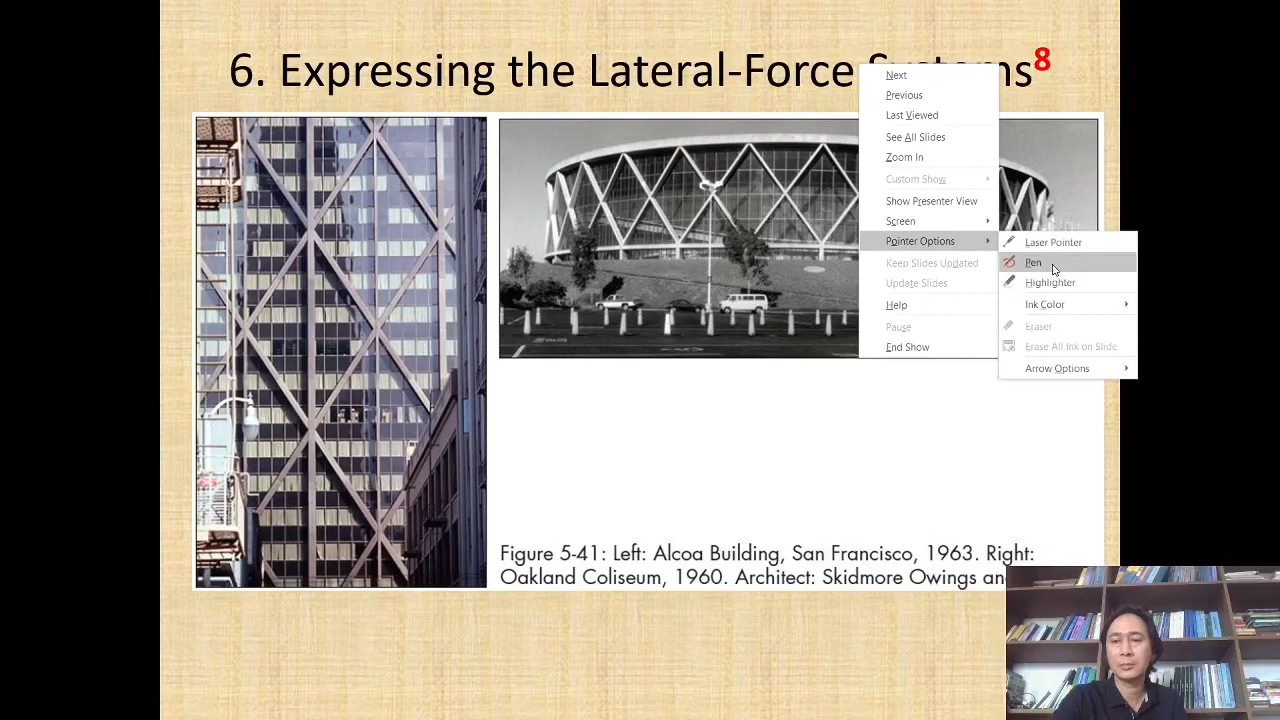 6. Expressing the Lateral-Force Systems8
Next
Previous
Last Viewed
See All Slides
Zoom In
Custom Show
Show Presenter View
Screen
Pointer Options
Keep Slides Updated
Update Slides
Help
Pause
End Show
Laser Pointer
Pen
Highlighter
Ink Color
Eraser
Erase All Ink on Slide
Arrow Options
Figure 5-41: Left: Alcoa Building, San Francisco, 1963. Right:
Oakland Coliseum, 1960. Architect: Skidmore Owings an